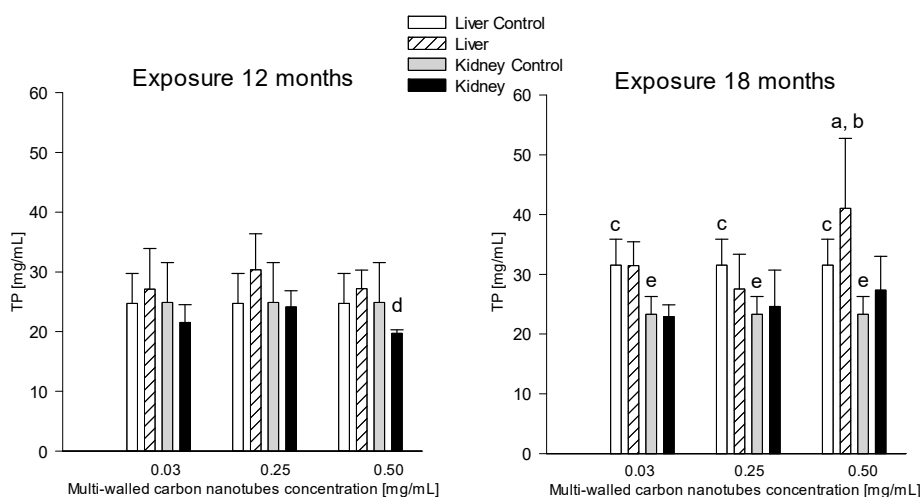 Liver Control
Liver
Kidney Control
Kidney
Exposure 12 months
60
50
40
30
20
10
0
TP [mg/mL]
d
0.03 0.25 0.50
Multi-walled carbon nanotubes concentration [mg/mL]
Exposure 18 months
60
50
40
30
20
10
0
TP [mg/mL]
a, b
c c c
e e e
0.03 0.25 0.50
Multi-walled carbon nanotubes concentration [mg/mL]